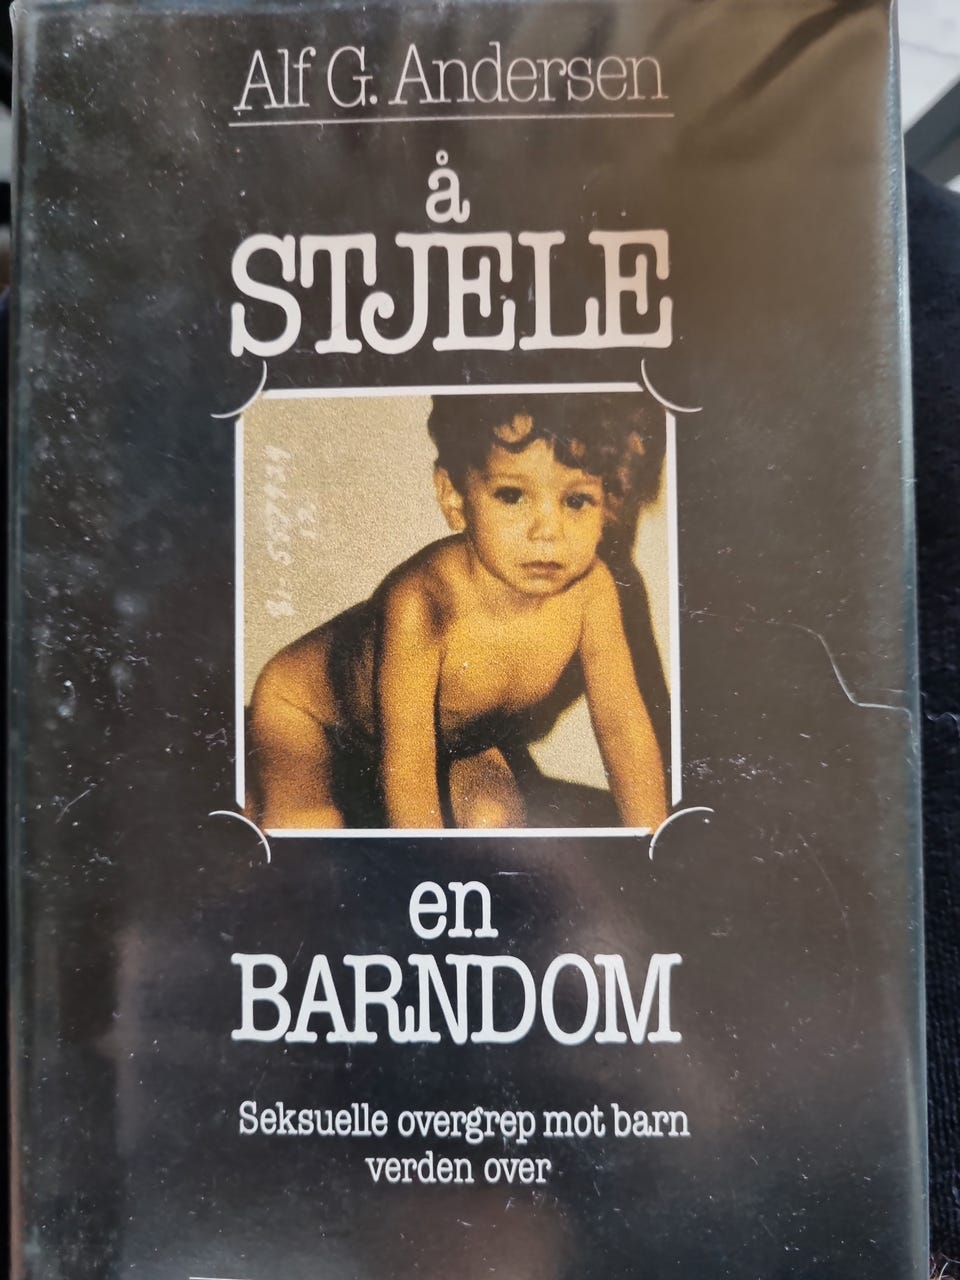 Alf G. Andersen
å
STJELE
en
BARNDOM
Seksuelle overgrep mot barn
verden over